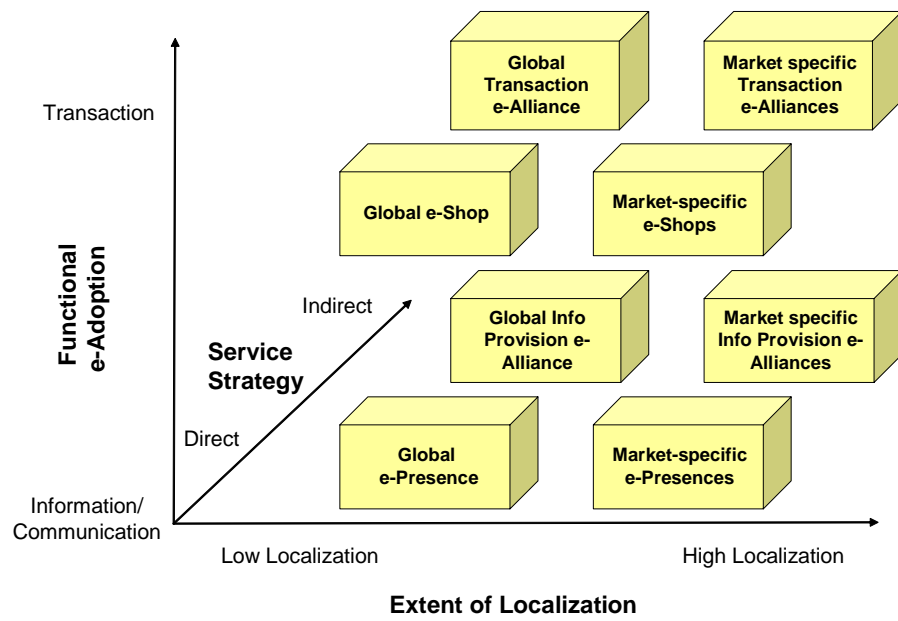 Global
Transaction
e-Alliance
Market specific
Transaction
e-Alliances
Transaction
Global e-Shop
Market-specific
e-Shops
Functional
e-Adoption
Indirect
Global Info
Provision e-
Alliance
Market specific
Info Provision e-
Alliances
Service
Strategy
Direct
Global
e-Presence
Market-specific
e-Presences
Information/
Communication
Low Localization
High Localization
Extent of Localization